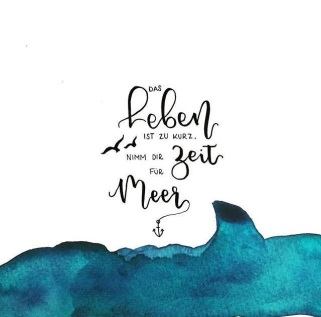 DAS
Leben
IST ZU KURZ.
NIMM DIR Zeit
FÜR
Meer